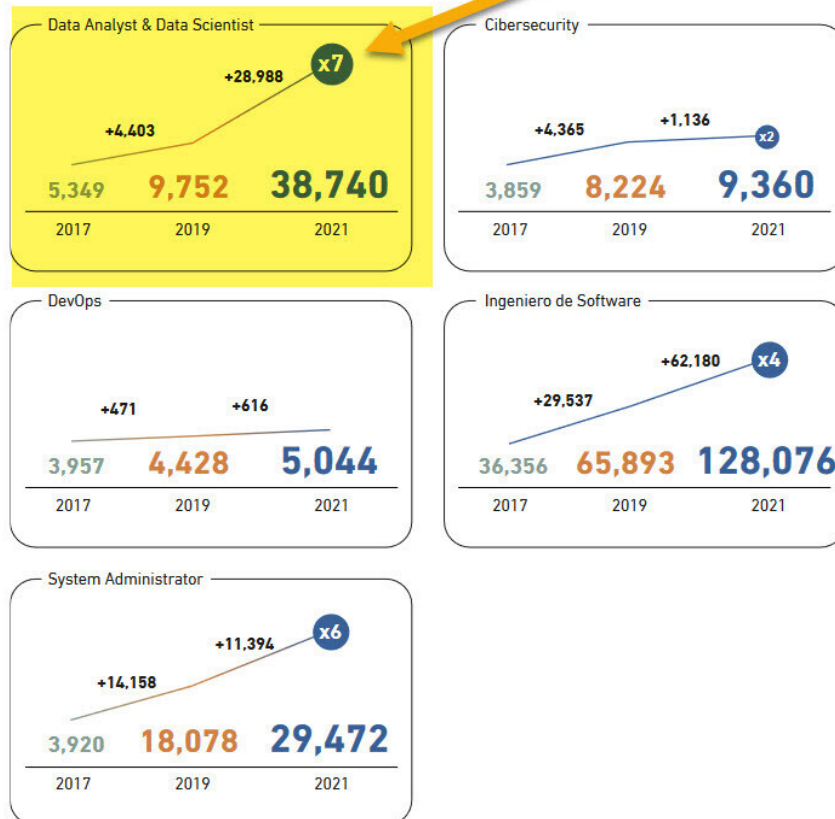 Data Analyst & Data Scientist
x7
+28,988
+4,403
5,349 9,752 38,740
2017 2019 2021
Cibersecurity
+4,365 +1,136 x2
3,859 8,224 9,360
2017 2019 2021
DevOps
+471 +616
3,957 4,428 5,044
2017 2019 2021
Ingeniero de Software
+62,180 x4
+29,537
36,356 65,893 128,076
2017 2019 2021
System Administrator
x6
+11,394
+14,158
3,920 18,078 29,472
2017 2019 2021